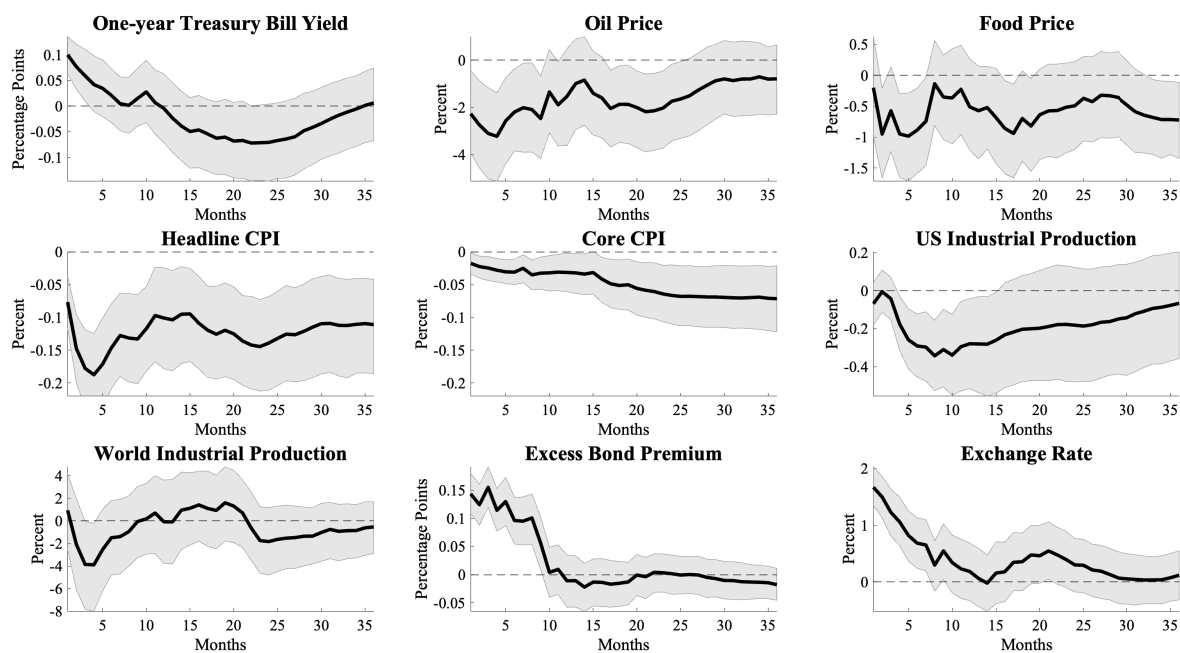 One-year Treasury Bill Yield
Percentage Points
0.1
0.05
0
-0.05
-0.1
5 10 15 20 25 30 35
Months
Oil Price
Percent
0
-2
-4
5 10 15 20 25 30 35
Months
Food Price
Percent
0.5
0
-0.5
-1
-1.5
5 10 15 20 25 30 35
Months
Headline CPI
Percent
0
-0.05
-0.1
-0.15
-0.2
5 10 15 20 25 30 35
Months
Core CPI
Percent
0
-0.05
-0.1
-0.15
-0.2
5 10 15 20 25 30 35
Months
US Industrial Production
Percent
0.2
0
-0.2
-0.4
5 10 15 20 25 30 35
Months
World Industrial Production
Percent
4
2
0
-2
-4
-6
-8
5 10 15 20 25 30 35
Months
Excess Bond Premium
Percentage Points
0.15
0.1
0.05
0
-0.05
5 10 15 20 25 30 35
Months
Exchange Rate
Percent
2
1
0
5 10 15 20 25 30 35
Months